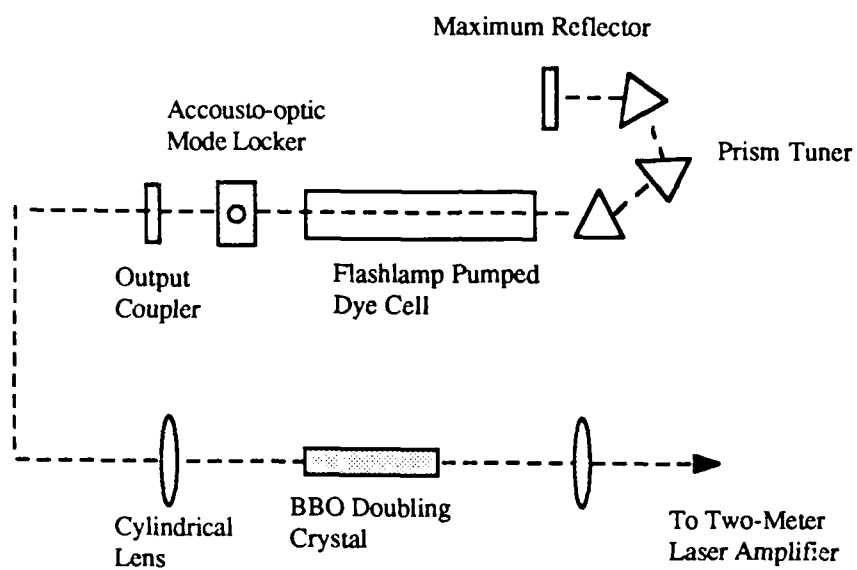 Maximum Reflector
Accousto-optic
Mode Locker
Prism Tuner
Output
Coupler
Flashlamp Pumped
Dye Cell
Cylindrical
Lens
BBO Doubling
Crystal
To Two-Meter
Laser Amplifier